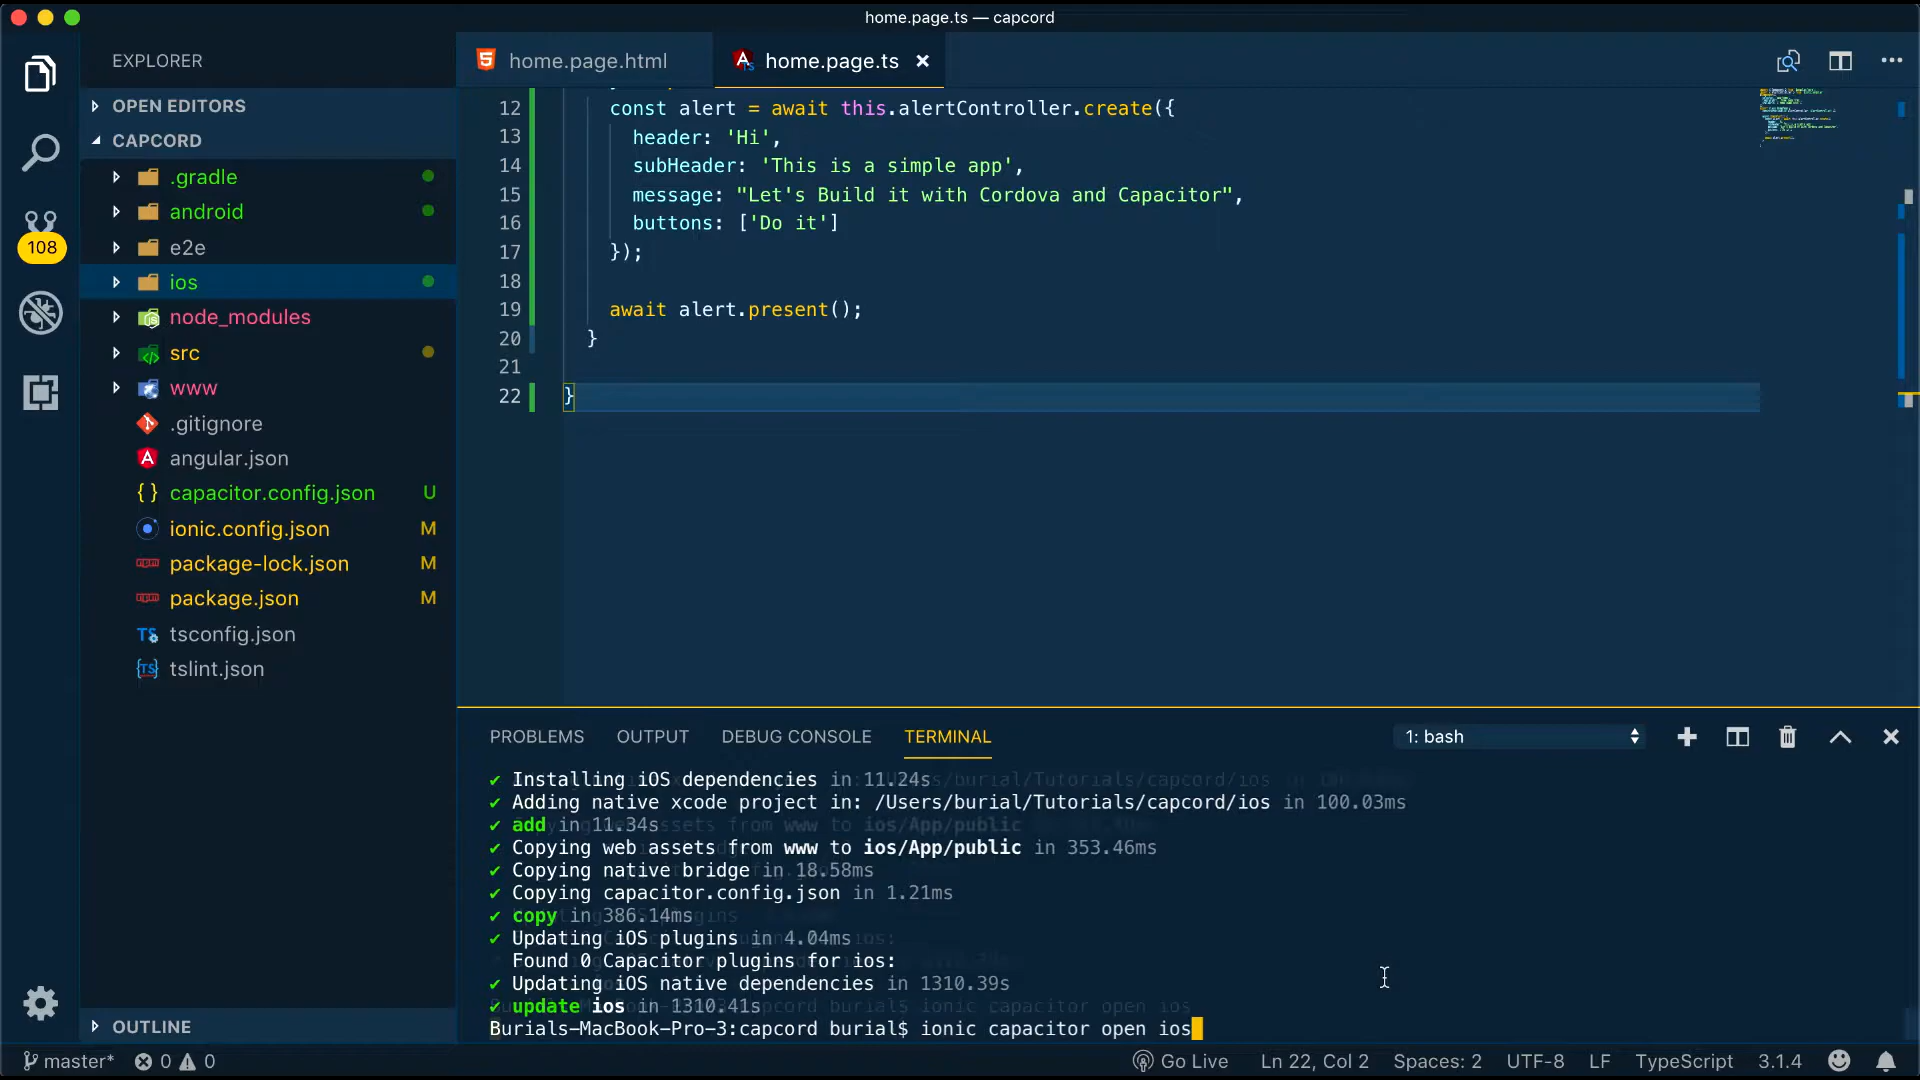 home.page.ts — capcord
EXPLORER
OPEN EDITORS
CAPCORD
.gradle
android
e2e
ios
node_modules
src
www
.gitignore
angular.json
capacitor.config.json U
ionic.config.json M
package-lock.json M
package.json M
tsconfig.json
tslint.json
OUTLINE
108
home.page.html
home.page.ts
12 const alert = await this.alertController.create({
13 header: 'Hi',
14 subHeader: 'This is a simple app',
15 message: "Let's Build it with Cordova and Capacitor",
16 buttons: ['Do it']
17 });
18
19 await alert.present();
20 }
21
22 }
PROBLEMS OUTPUT DEBUG CONSOLE TERMINAL 1: bash
✔ Installing iOS dependencies in 11.24s
✔ Adding native xcode project in: /Users/burial/Tutorials/capcord/ios in 100.03ms
✔ add in 11.34s
✔ Copying web assets from www to ios/App/public in 353.46ms
✔ Copying native bridge in 18.58ms
✔ Copying capacitor.config.json in 1.21ms
✔ copy in 386.14ms
✔ Updating iOS plugins in 4.04ms
Found 0 Capacitor plugins for ios:
✔ Updating iOS native dependencies in 1310.39s
✔ update ios in 1310.41s
Burials-MacBook-Pro-3:capcord burial$ ionic capacitor open ios
master* 0 0 Go Live Ln 22, Col 2 Spaces: 2 UTF-8 LF TypeScript 3.1.4